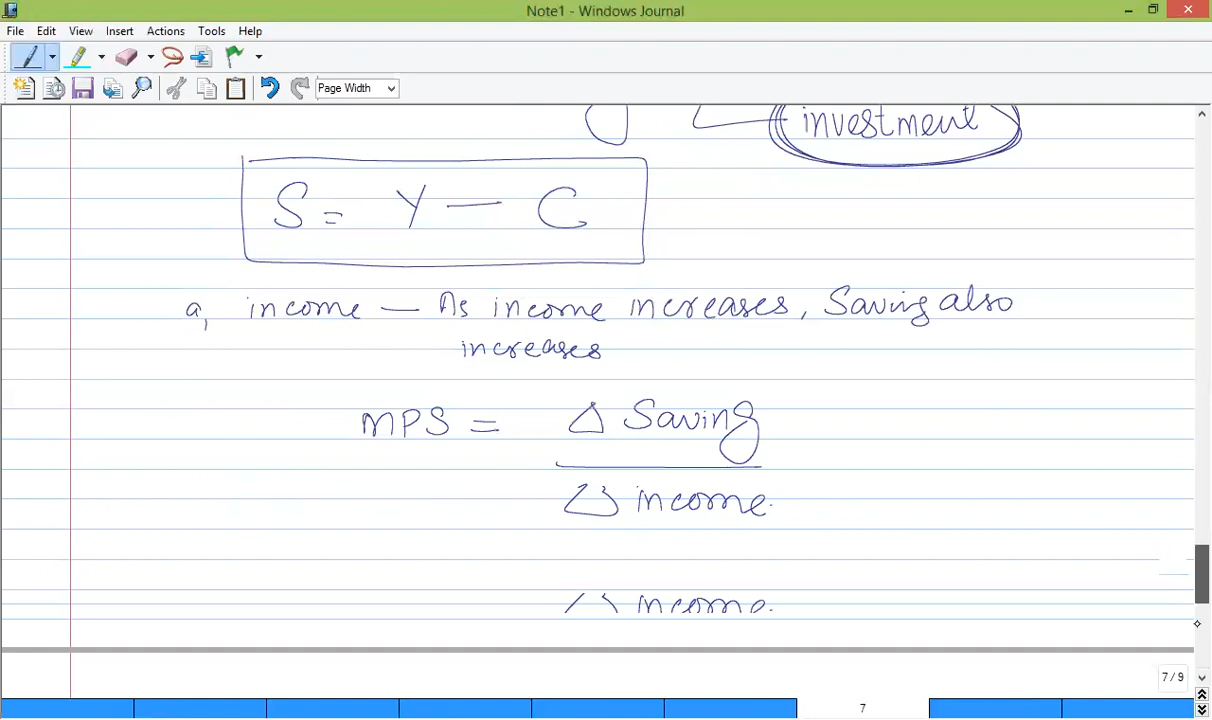 Note1 - Windows Journal
File Edit View Insert Actions Tools Help
Page Width
investment
S = Y — C
a, income — As income increases, Saving also
increases
MPS = Δ Saving
Δ income.
Δ income.
7 / 9
7